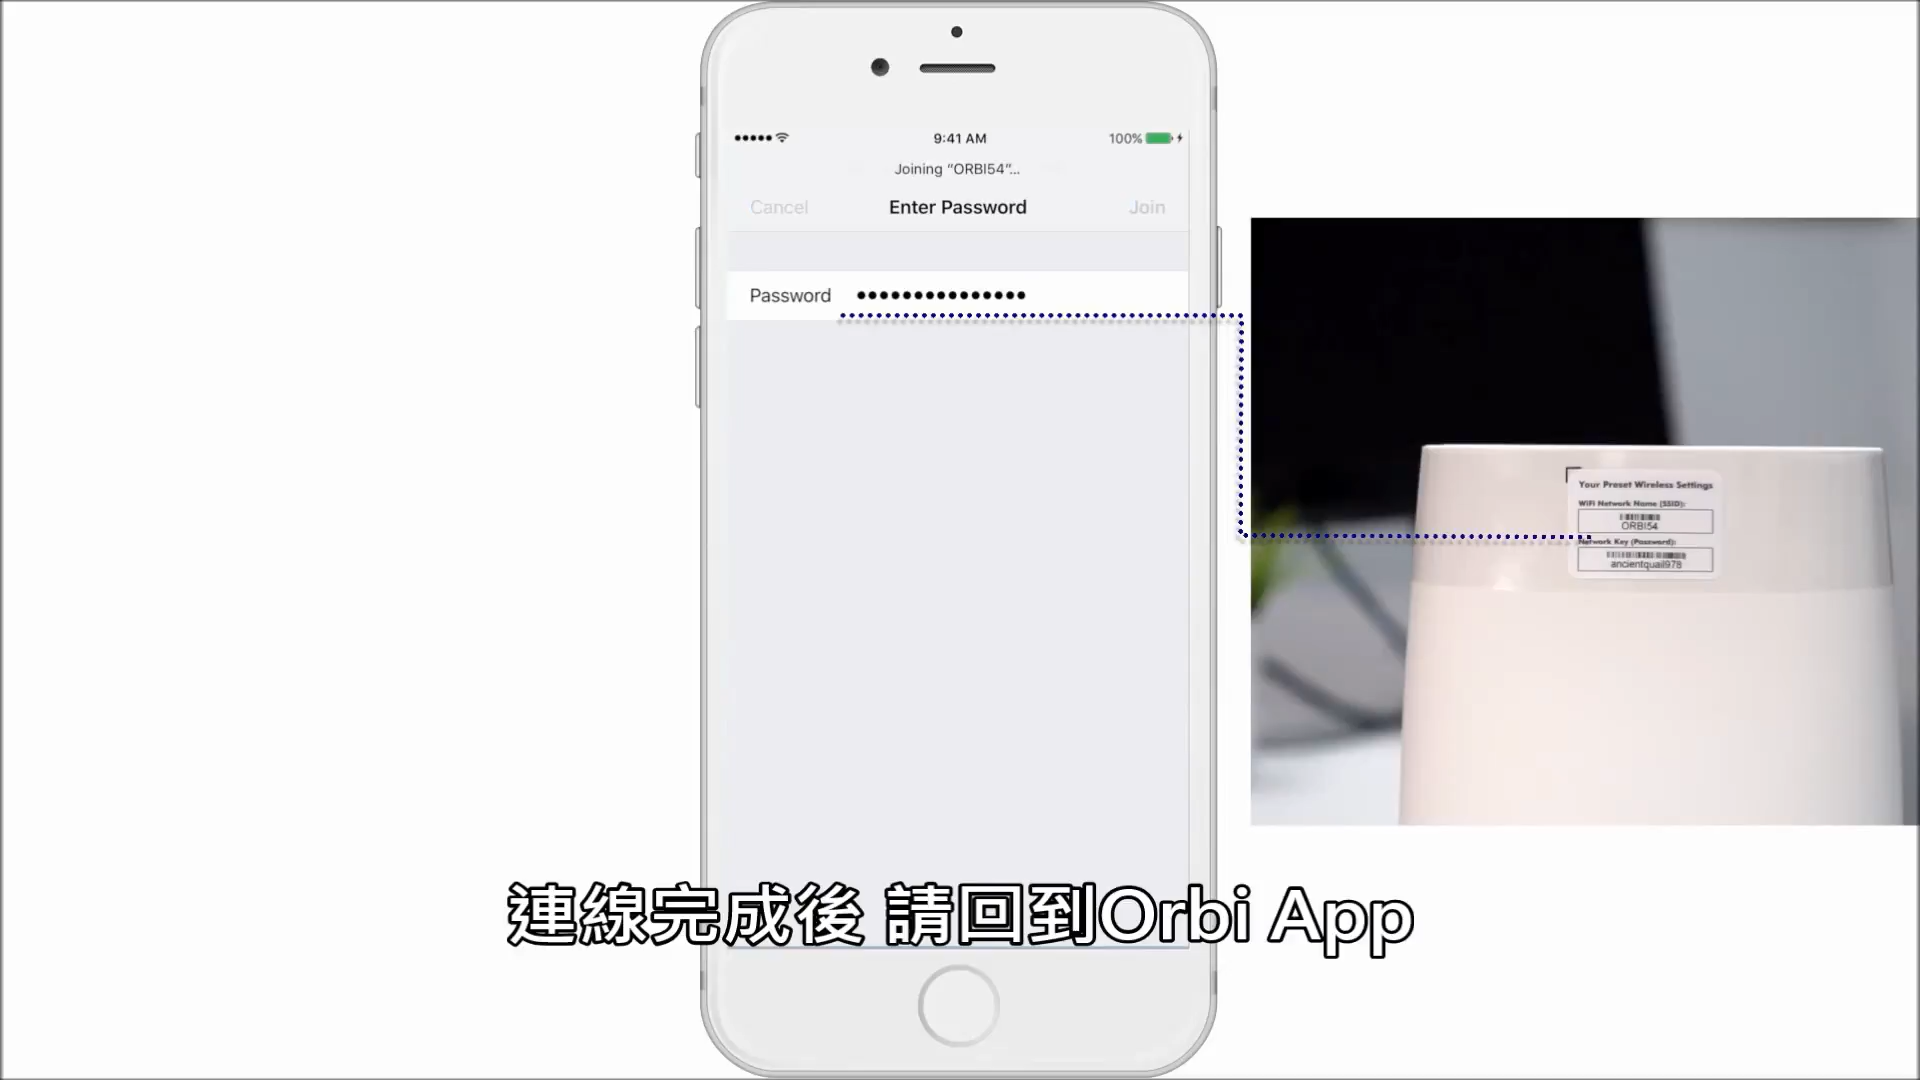 9:41 AM
100%
Joining “ORBI54”...
Cancel
Enter Password
Join
Password ●●●●●●●●●●●●●●●
Your Preset Wireless Settings
WiFi Network Name (SSID):
ORBI54
Network Key (Password):
ancientquail978
連線完成後 請回到Orbi App